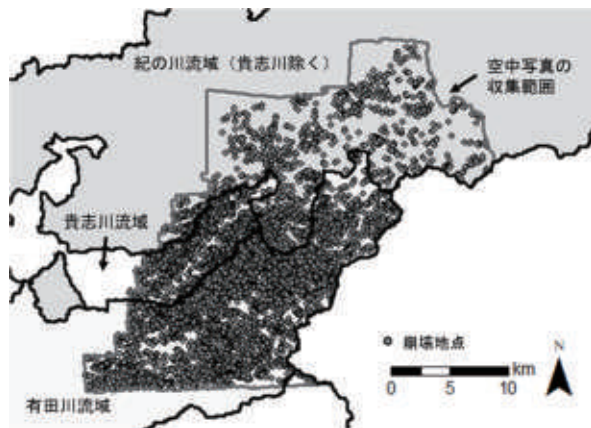 紀の川流域（貴志川除く）
空中写真の
収集範囲
貴志川流域
有田川流域
崩壊地点
N
km
0 5 10